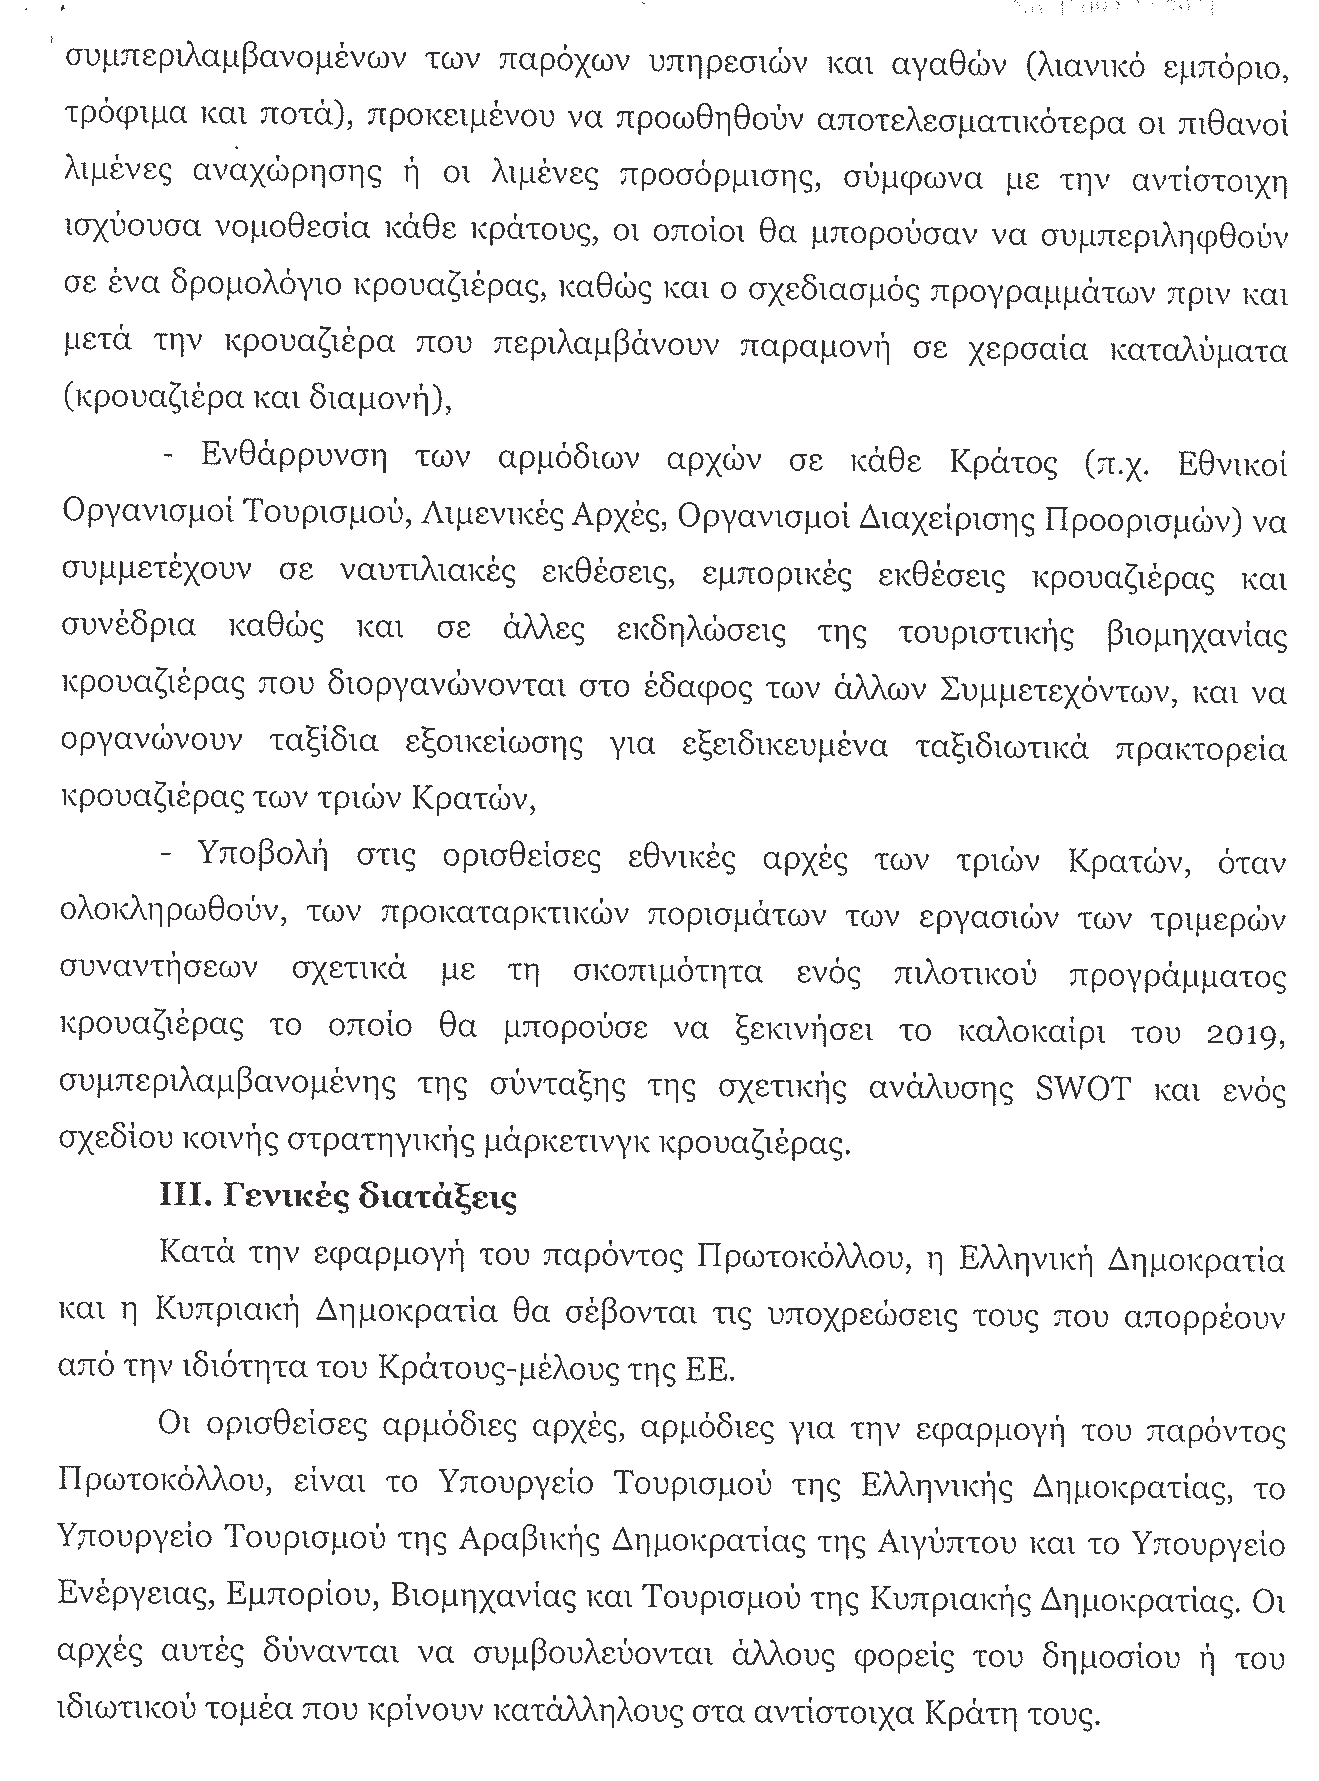 συμπεριλαμβανομένων των παρόχων υπηρεσιών και αγαθών (λιανικό εμπόριο,
τρόφιμα και ποτά), προκειμένου να προωθηθούν αποτελεσματικότερα οι πιθανοί
λιμένες αναχώρησης ή οι λιμένες προσόρμισης, σύμφωνα με την αντίστοιχη
ισχύουσα νομοθεσία κάθε κράτους, οι οποίοι θα μπορούσαν να συμπεριληφθούν
σε ένα δρομολόγιο κρουαζιέρας, καθώς και ο σχεδιασμός προγραμμάτων πριν και
μετά την κρουαζιέρα που περιλαμβάνουν παραμονή σε χερσαία καταλύματα
(κρουαζιέρα και διαμονή),
- Ενθάρρυνση των αρμόδιων αρχών σε κάθε Κράτος (π.χ. Εθνικοί
Οργανισμοί Τουρισμού, Λιμενικές Αρχές, Οργανισμοί Διαχείρισης Προορισμών) να
συμμετέχουν σε ναυτιλιακές εκθέσεις, εμπορικές εκθέσεις κρουαζιέρας και
συνέδρια καθώς και σε άλλες εκδηλώσεις της τουριστικής βιομηχανίας
κρουαζιέρας που διοργανώνονται στο έδαφος των άλλων Συμμετεχόντων, και να
οργανώνουν ταξίδια εξοικείωσης για εξειδικευμένα ταξιδιωτικά πρακτορεία
κρουαζιέρας των τριών Κρατών,
- Υποβολή στις ορισθείσες εθνικές αρχές των τριών Κρατών, όταν
ολοκληρωθούν, των προκαταρκτικών πορισμάτων των εργασιών των τριμερών
συναντήσεων σχετικά με τη σκοπιμότητα ενός πιλοτικού προγράμματος
κρουαζιέρας το οποίο θα μπορούσε να ξεκινήσει το καλοκαίρι του 2019,
συμπεριλαμβανομένης της σύνταξης της σχετικής ανάλυσης SWOT και ενός
σχεδίου κοινής στρατηγικής μάρκετινγκ κρουαζιέρας.
III. Γενικές διατάξεις
Κατά την εφαρμογή του παρόντος Πρωτοκόλλου, η Ελληνική Δημοκρατία
και η Κυπριακή Δημοκρατία θα σέβονται τις υποχρεώσεις τους που απορρέουν
από την ιδιότητα του Κράτους-μέλους της ΕΕ.
Οι ορισθείσες αρμόδιες αρχές, αρμόδιες για την εφαρμογή του παρόντος
Πρωτοκόλλου, είναι το Υπουργείο Τουρισμού της Ελληνικής Δημοκρατίας, το
Υπουργείο Τουρισμού της Αραβικής Δημοκρατίας της Αιγύπτου και το Υπουργείο
Ενέργειας, Εμπορίου, Βιομηχανίας και Τουρισμού της Κυπριακής Δημοκρατίας. Οι
αρχές αυτές δύνανται να συμβουλεύονται άλλους φορείς του δημοσίου ή του
ιδιωτικού τομέα που κρίνουν κατάλληλους στα αντίστοιχα Κράτη τους.